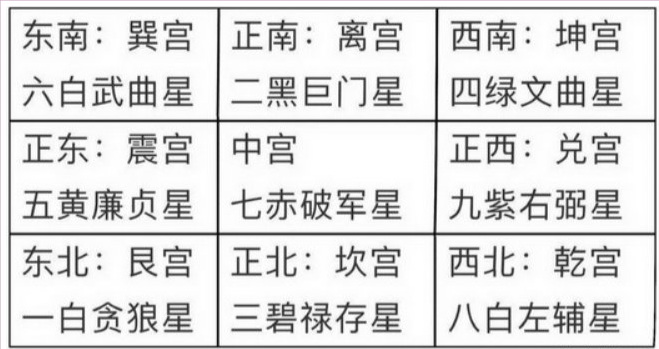 东南：巽宫
六白武曲星
正南：离宫
二黑巨门星
西南：坤宫
四绿文曲星
正东：震宫
五黄廉贞星
中宫
七赤破军星
正西：兑宫
九紫右弼星
东北：艮宫
一白贪狼星
正北：坎宫
三碧禄存星
西北：乾宫
八白左辅星